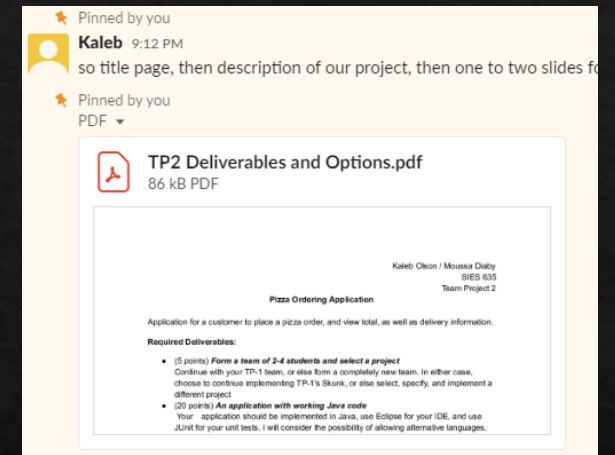 Pinned by you
Kaleb 9:12 PM
so title page, then description of our project, then one to two slides fo
Pinned by you
PDF
TP2 Deliverables and Options.pdf
86 kB PDF
Kaleb Olson / Moussa Diaby
SIES 635
Team Project 2
Pizza Ordering Application
Application for a customer to place a pizza order, and view total, as well as delivery information.
Required Deliverables:
• (5 points) Form a team of 2-4 students and select a project
Continue with your TP-1 team, or else form a completely new team. In either case,
choose to continue implementing TP-1's Skunk, or else select, specify, and implement a
different project
• (20 points) An application with working Java code
Your application should be implemented in Java, use Eclipse for your IDE, and use
JUnit for your unit tests. I will consider the possibility of allowing alternative languages,